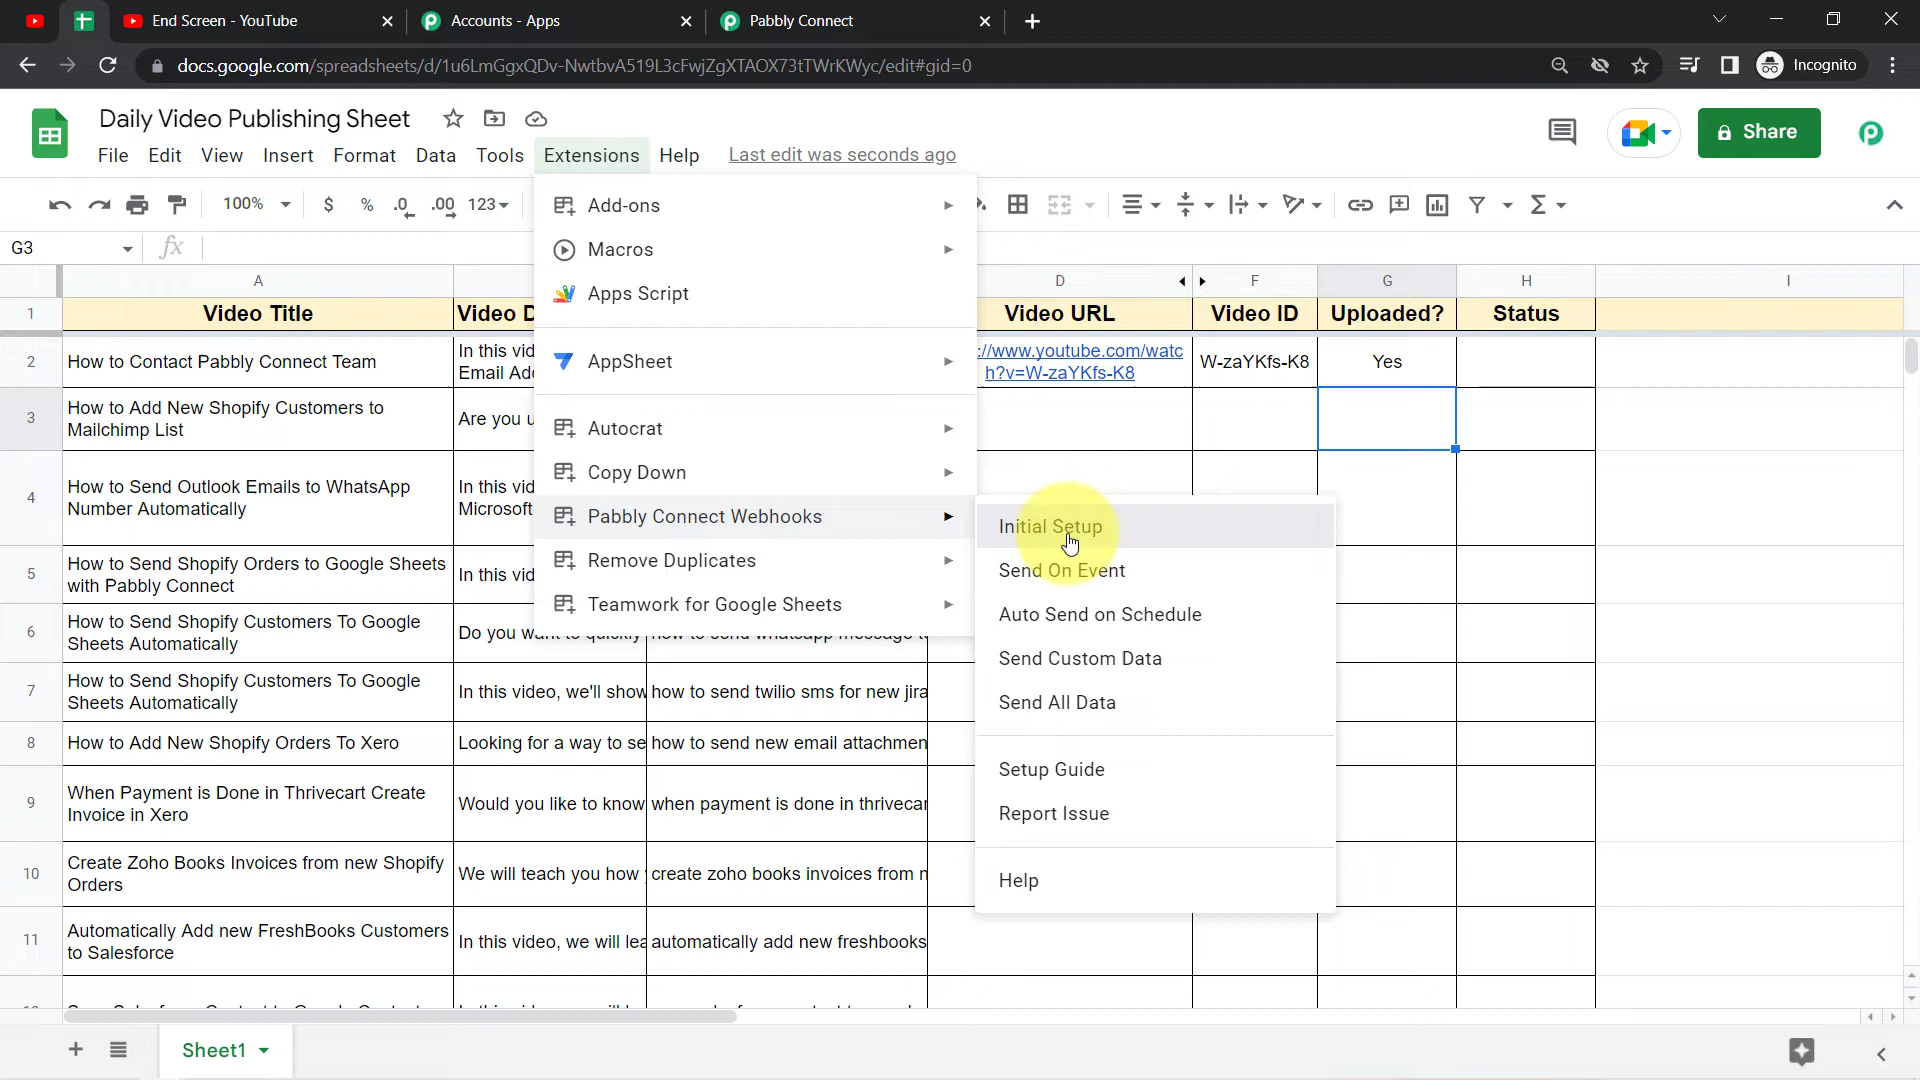 End Screen - YouTube
Accounts - Apps
Pabbly Connect
docs.google.com/spreadsheets/d/1u6LmGgxQDv-NwtbvA519L3cFwjZgXTAOX73tTWrKWyc/edit#gid=0
Incognito
Daily Video Publishing Sheet
Share
File Edit View Insert Format Data Tools Extensions Help Last edit was seconds ago
100% $ % .0 .00 123
G3
fx
Add-ons
Macros
Apps Script
AppSheet
Autocrat
Copy Down
Pabbly Connect Webhooks
Remove Duplicates
Teamwork for Google Sheets
Initial Setup
Send On Event
Auto Send on Schedule
Send Custom Data
Send All Data
Setup Guide
Report Issue
Help
A D F G H I
1 Video Title Video D Video URL Video ID Uploaded? Status
2 How to Contact Pabbly Connect Team In this vid
Email Add
://www.youtube.com/watc
h?v=W-zaYKfs-K8
W-zaYKfs-K8 Yes
3 How to Add New Shopify Customers to
Mailchimp List
Are you u
4 How to Send Outlook Emails to WhatsApp
Number Automatically
In this vid
Microsoft
5 How to Send Shopify Orders to Google Sheets
with Pabbly Connect
In this vid
6 How to Send Shopify Customers To Google
Sheets Automatically
Do you want to quickly how to send whatsapp message t
7 How to Send Shopify Customers To Google
Sheets Automatically
In this video, we'll show how to send twilio sms for new jira
8 How to Add New Shopify Orders To Xero Looking for a way to se how to send new email attachmen
9 When Payment is Done in Thrivecart Create
Invoice in Xero
Would you like to know when payment is done in thrivecar
10 Create Zoho Books Invoices from new Shopify
Orders
We will teach you how create zoho books invoices from n
11 Automatically Add new FreshBooks Customers
to Salesforce
In this video, we will lea automatically add new freshbooks
Sheet1